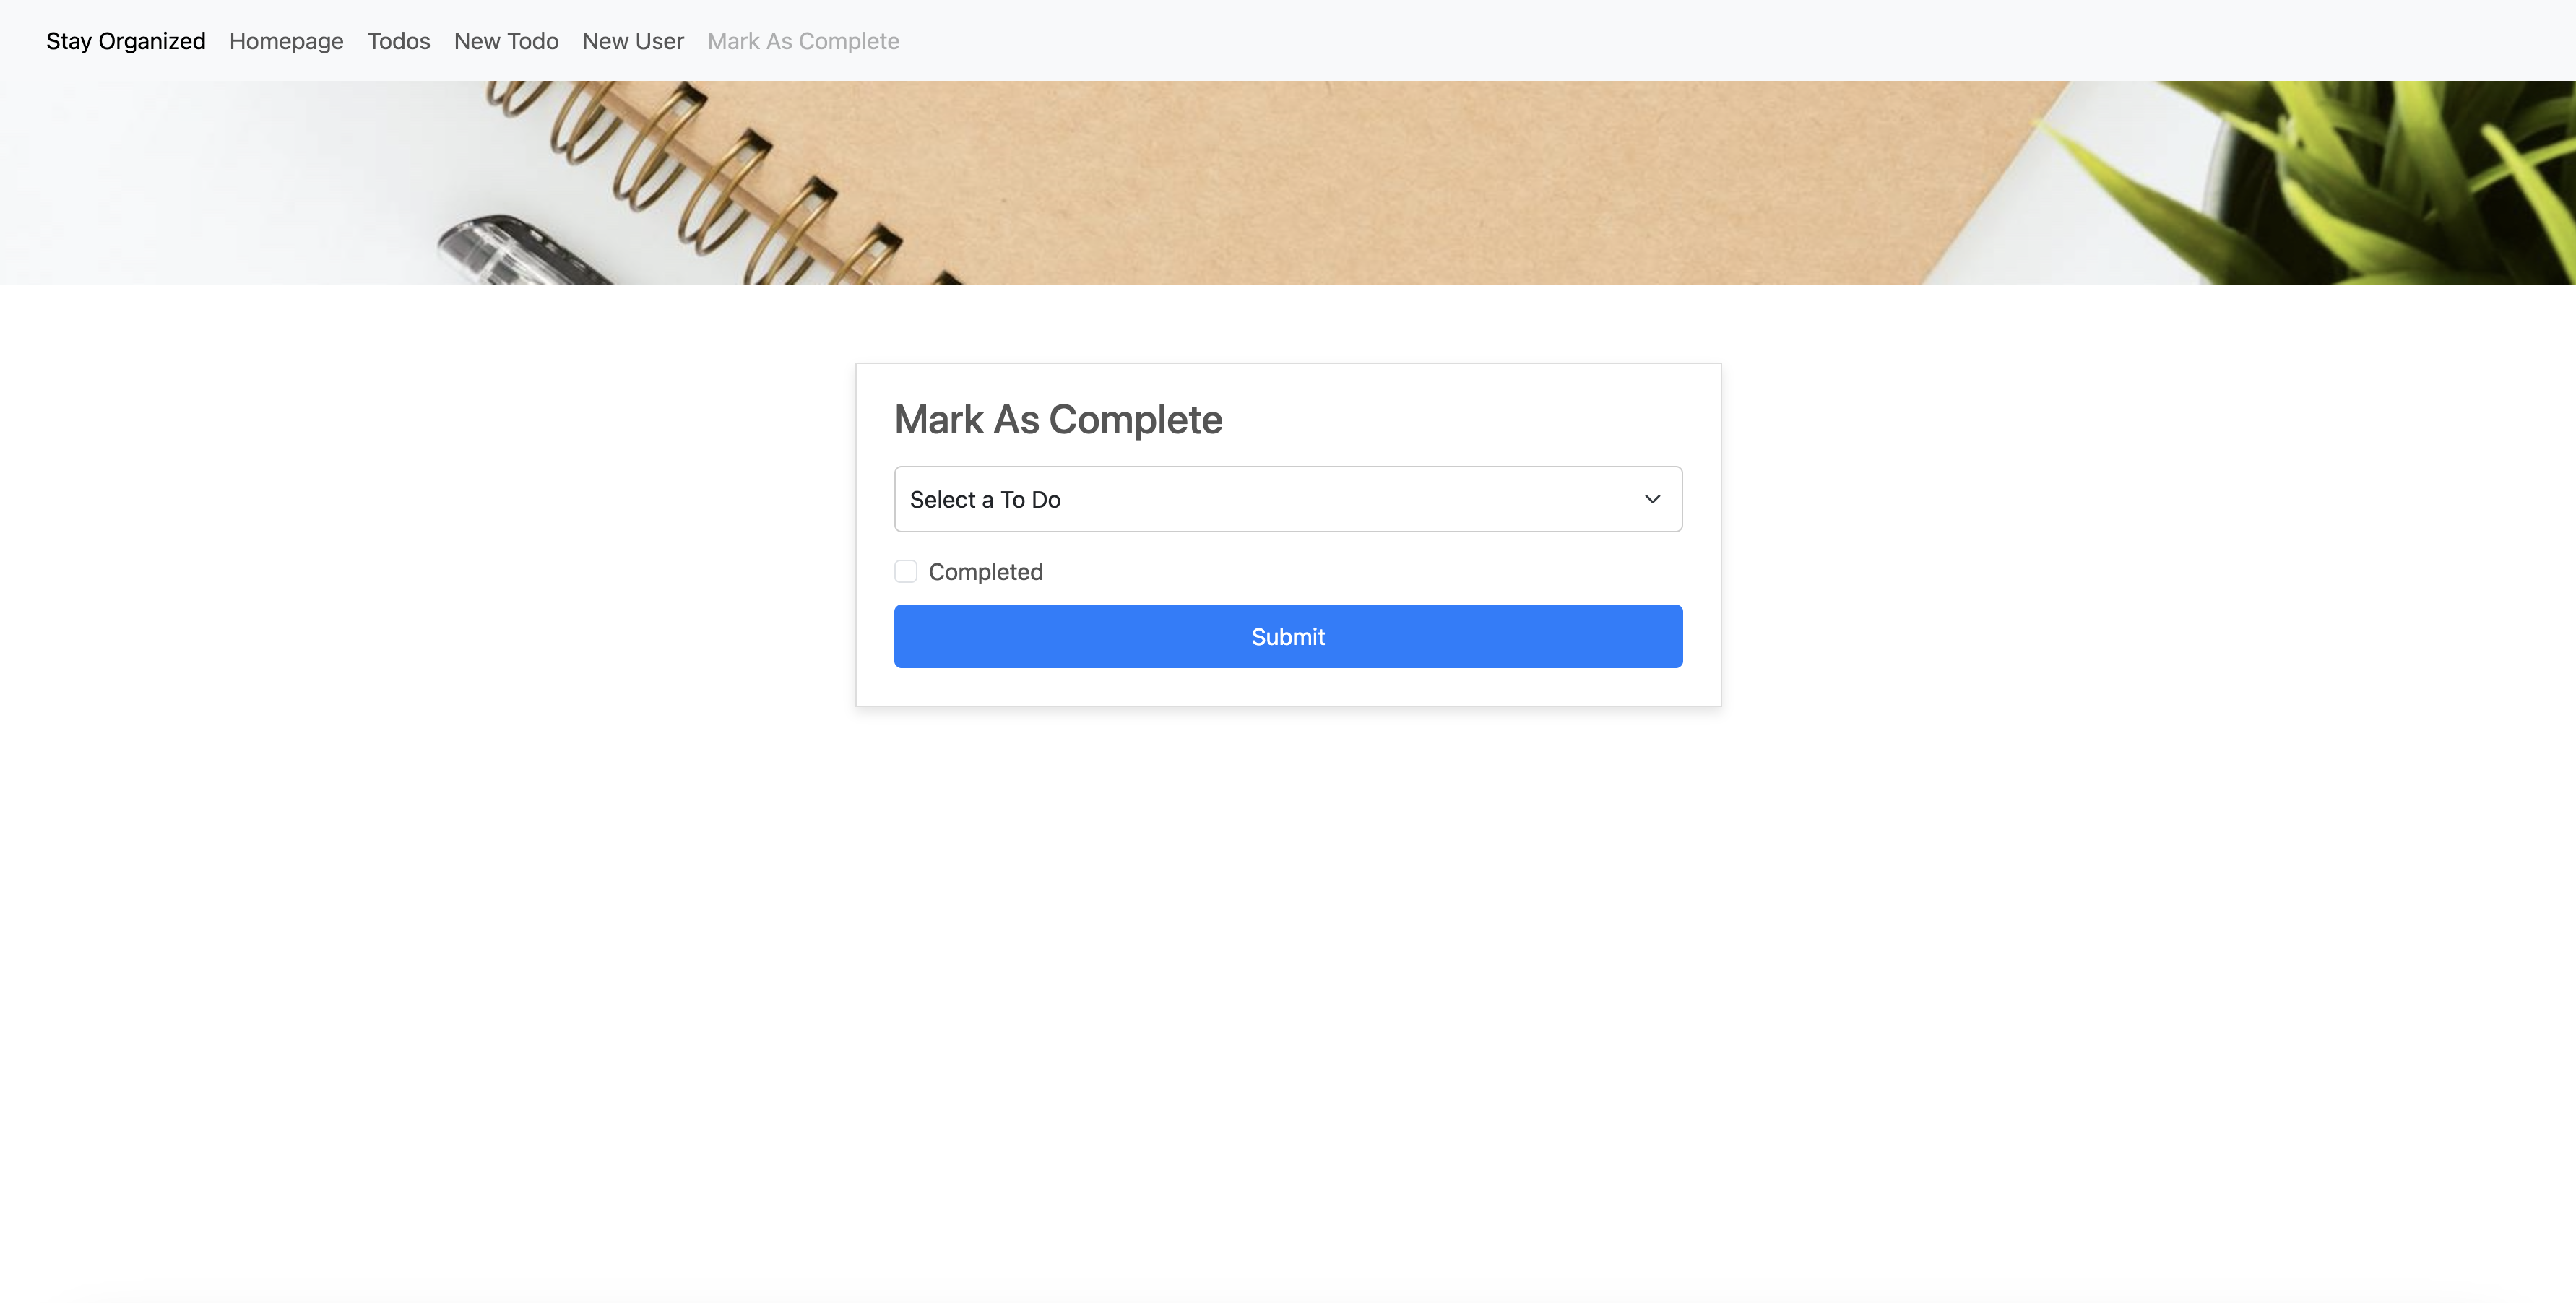 Stay Organized Homepage Todos New Todo New User Mark As Complete
Mark As Complete
Select a To Do
Completed
Submit